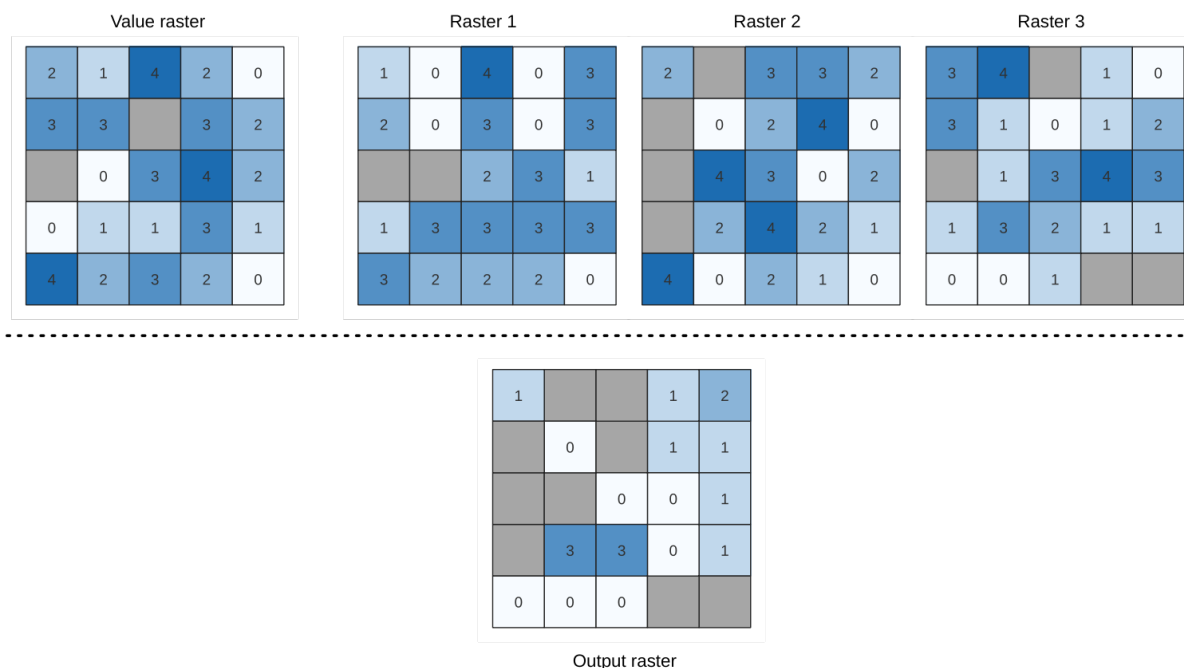 Value raster Raster 1 Raster 2 Raster 3
2 1 4 2 0 1 0 4 0 3 2 3 3 2 3 4 1 0
3 3 3 2 2 0 3 0 3 0 2 4 0 3 1 0 1 2
0 3 4 2 2 3 1 4 3 0 2 1 3 4 3
0 1 1 3 1 1 3 3 3 3 2 4 2 1 1 3 2 1 1
4 2 3 2 0 3 2 2 2 0 4 0 2 1 0 0 0 1
1 1 2
0 1 1
0 0 1
3 3 0 1
0 0 0
Output raster